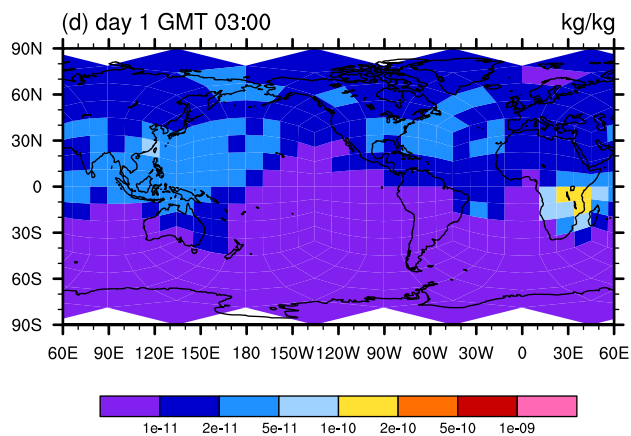 (d) day 1 GMT 03:00 kg/kg
90N
60N
30N
0
30S
60S
90S
60E 90E 120E 150E 180 150W 120W 90W 60W 30W 0 30E 60E
1e-11 2e-11 5e-11 1e-10 2e-10 5e-10 1e-09